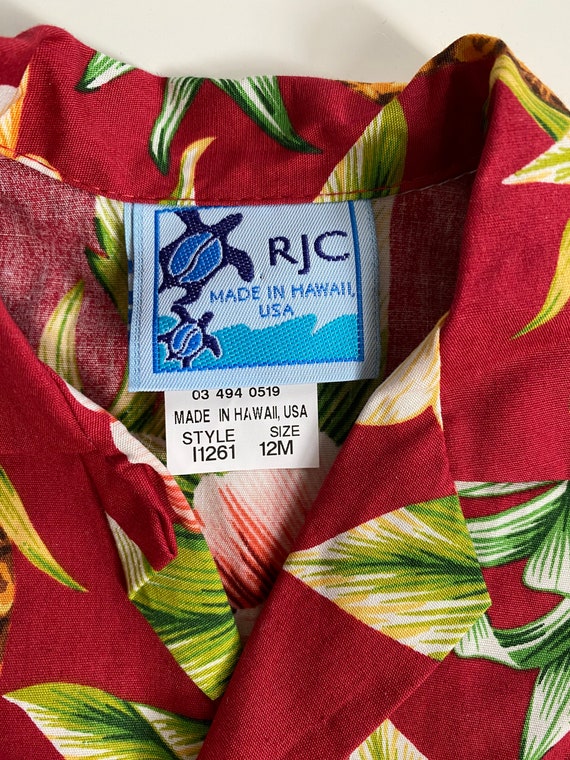 RJC
MADE IN HAWAII,
USA
03 494 0519
MADE IN HAWAII, USA
STYLE SIZE
I1261 12M